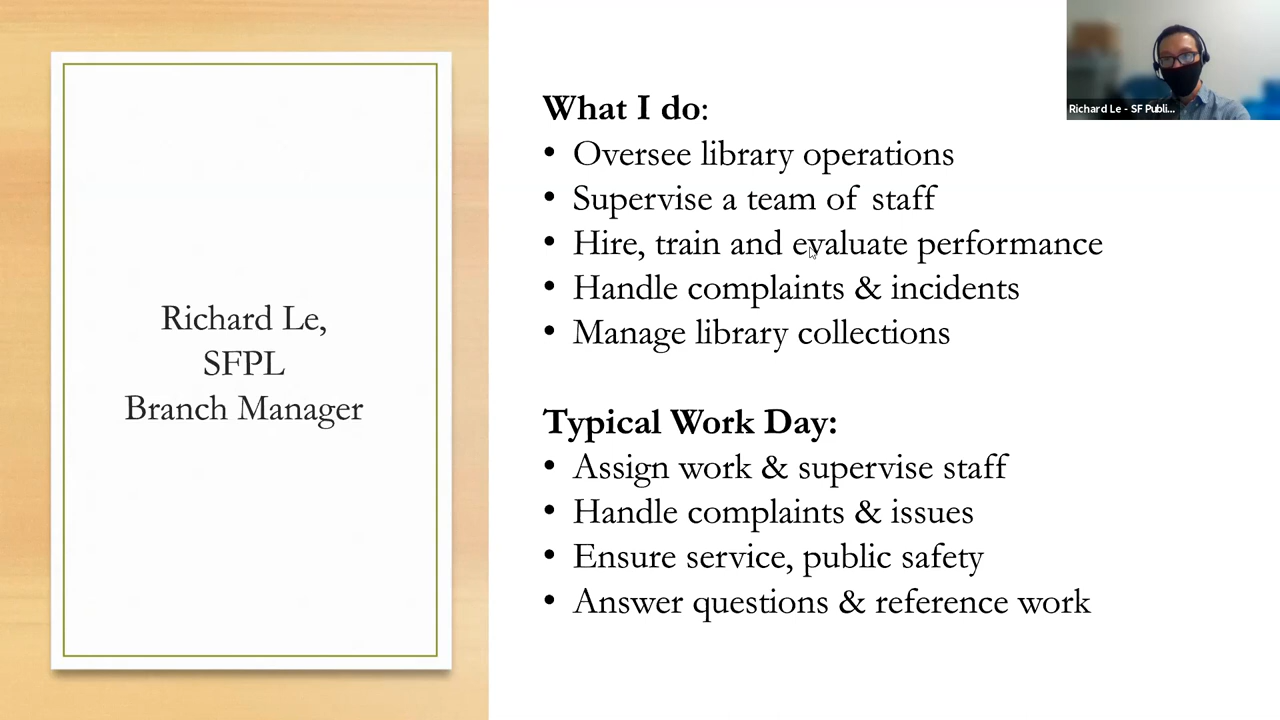 Richard Le,
SFPL
Branch Manager
What I do:
• Oversee library operations
• Supervise a team of staff
• Hire, train and evaluate performance
• Handle complaints & incidents
• Manage library collections
Typical Work Day:
• Assign work & supervise staff
• Handle complaints & issues
• Ensure service, public safety
• Answer questions & reference work
Richard Le - SF Publi...